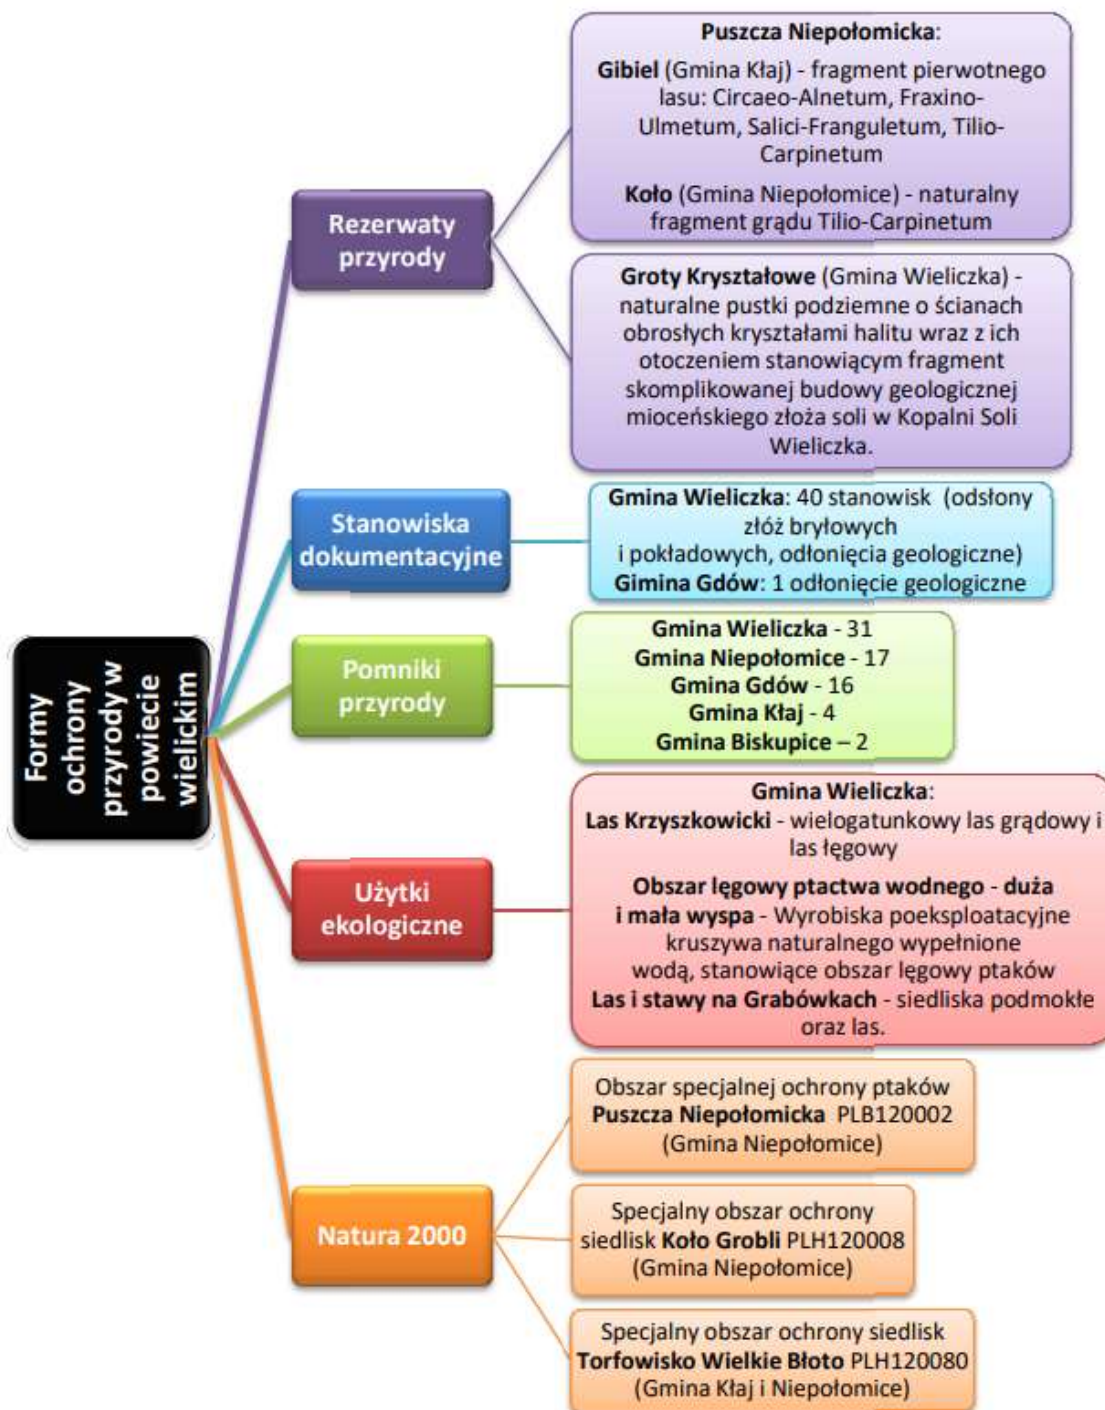 Formy
ochrony
przyrody w
powiecie
wielickim
Rezerwaty
przyrody
Puszcza Niepołomicka:
Gibiel (Gmina Kłaj) - fragment pierwotnego
lasu: Circaeo-Alnetum, Fraxino-
Ulmetum, Salici-Franguletum, Tilio-
Carpinetum
Koło (Gmina Niepołomice) - naturalny
fragment grądu Tilio-Carpinetum
Groty Kryształowe (Gmina Wieliczka) -
naturalne pustki podziemne o ścianach
obrosłych kryształami halitu wraz z ich
otoczeniem stanowiącym fragment
skomplikowanej budowy geologicznej
mioceńskiego złoża soli w Kopalni Soli
Wieliczka.
Stanowiska
dokumentacyjne
Gmina Wieliczka: 40 stanowisk (odsłony
złóż bryłowych
i pokładowych, odłonięcia geologiczne)
Gimina Gdów: 1 odłonięcie geologiczne
Pomniki
przyrody
Gmina Wieliczka - 31
Gmina Niepołomice - 17
Gmina Gdów - 16
Gmina Kłaj - 4
Gmina Biskupice – 2
Użytki
ekologiczne
Gmina Wieliczka:
Las Krzyszkowicki - wielogatunkowy las grądowy i
las łęgowy
Obszar lęgowy ptactwa wodnego - duża
i mała wyspa - Wyrobiska poeksploatacyjne
kruszywa naturalnego wypełnione
wodą, stanowiące obszar lęgowy ptaków
Las i stawy na Grabówkach - siedliska podmokłe
oraz las.
Natura 2000
Obszar specjalnej ochrony ptaków
Puszcza Niepołomicka PLB120002
(Gmina Niepołomice)
Specjalny obszar ochrony
siedlisk Koło Grobli PLH120008
(Gmina Niepołomice)
Specjalny obszar ochrony siedlisk
Torfowisko Wielkie Błoto PLH120080
(Gmina Kłaj i Niepołomice)